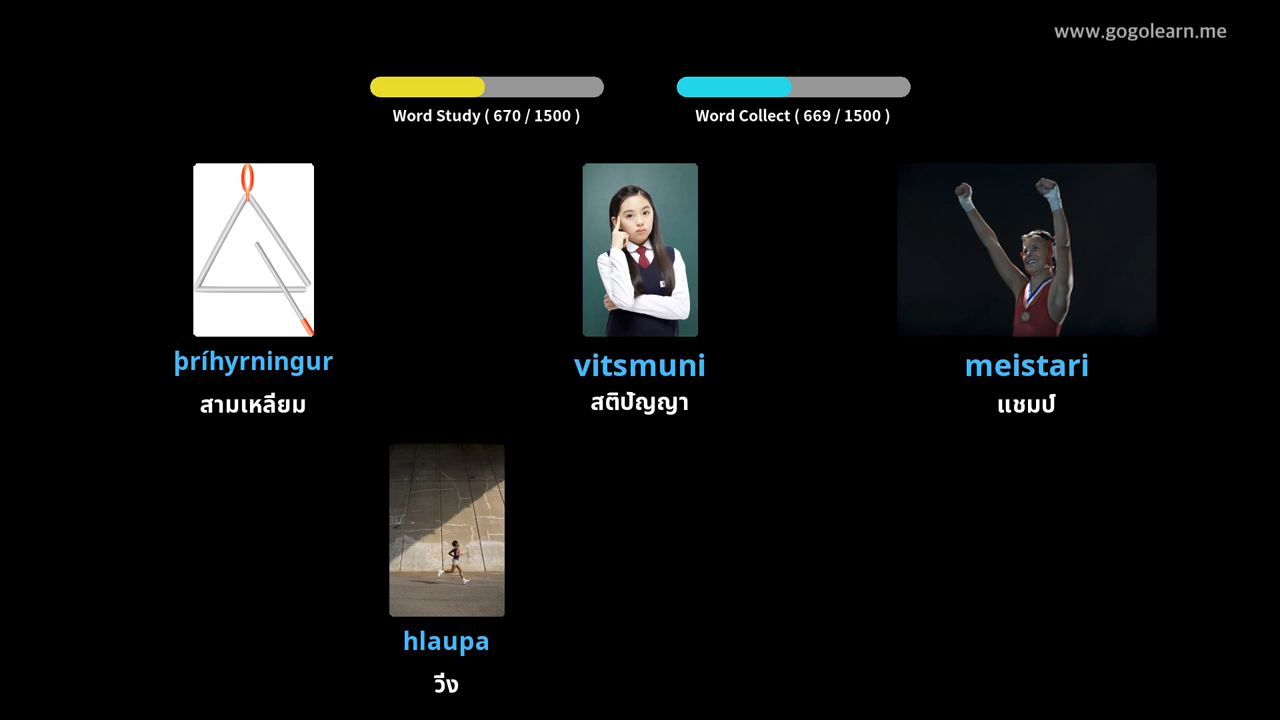 www.gogolearn.me
Word Study ( 670 / 1500 )
Word Collect ( 669 / 1500 )
þríhyrningur
สามเหลี่ยม
vitsmuni
สติปัญญา
meistari
แชมป์
hlaupa
วิ่ง